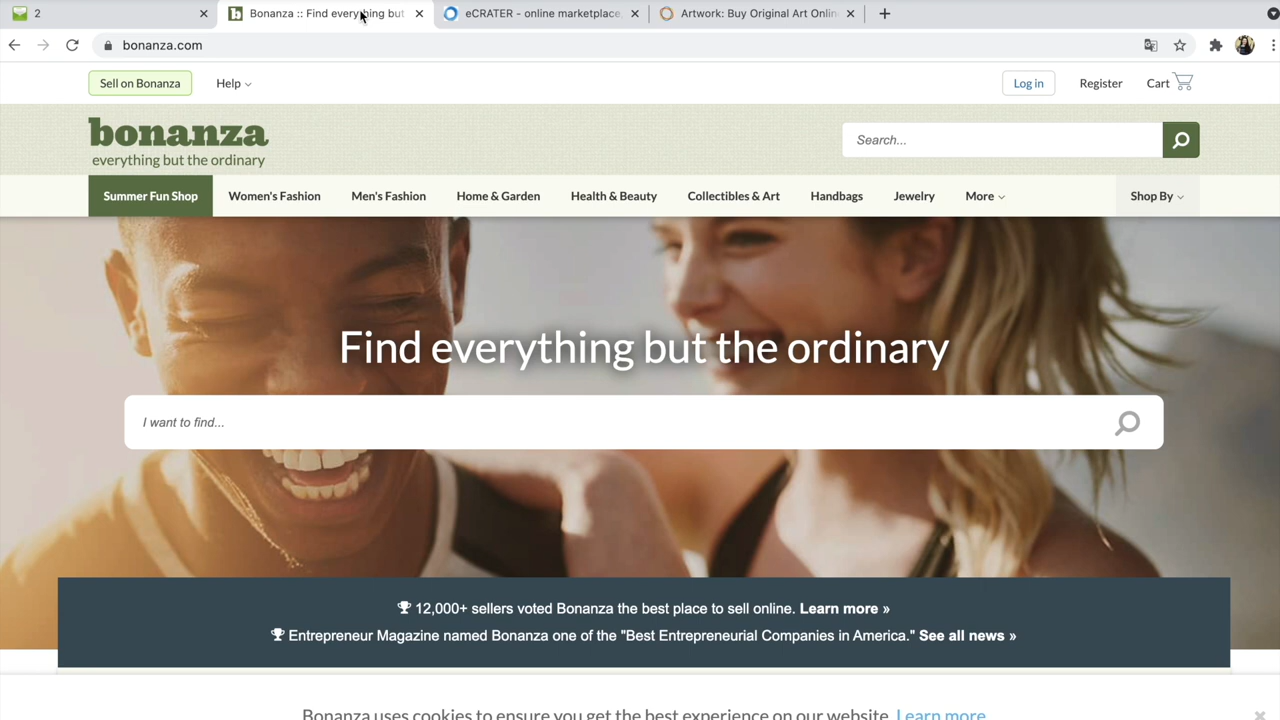 2
Bonanza :: Find everything but
eCRATER - online marketplace,
Artwork: Buy Original Art Onlin
bonanza.com
Sell on Bonanza
Help
Log in
Register
Cart
bonanza
everything but the ordinary
Search...
Summer Fun Shop
Women's Fashion
Men's Fashion
Home & Garden
Health & Beauty
Collectibles & Art
Handbags
Jewelry
More
Shop By
Find everything but the ordinary
I want to find...
12,000+ sellers voted Bonanza the best place to sell online. Learn more »
Entrepreneur Magazine named Bonanza one of the "Best Entrepreneurial Companies in America." See all news »
Bonanza uses cookies to ensure you get the best experience on our website. Learn more